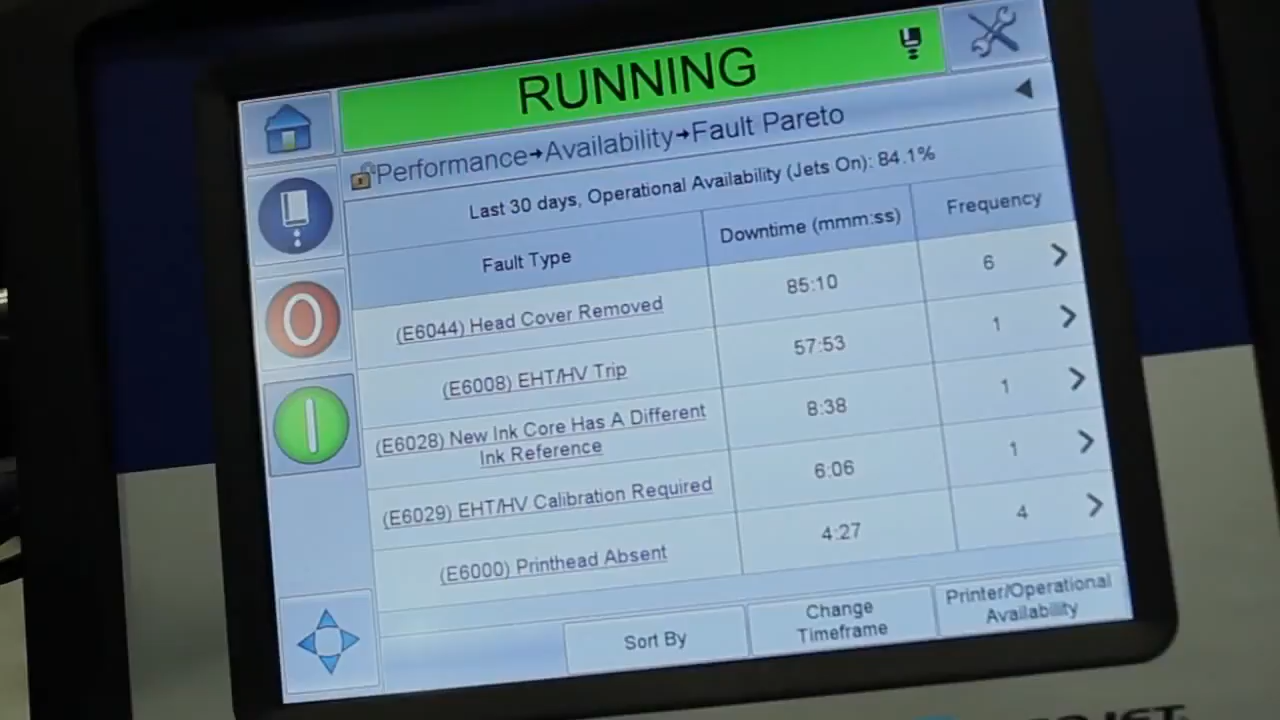 RUNNING
Performance→Availability→Fault Pareto
Last 30 days, Operational Availability (Jets On): 84.1%
Fault Type Downtime (mmm:ss) Frequency
(E6044) Head Cover Removed 85:10 6
(E6008) EHT/HV Trip 57:53 1
(E6028) New Ink Core Has A Different
Ink Reference 8:38 1
(E6029) EHT/HV Calibration Required 6:06 1
(E6000) Printhead Absent 4:27 4
Sort By
Change
Timeframe
Printer/Operational
Availability